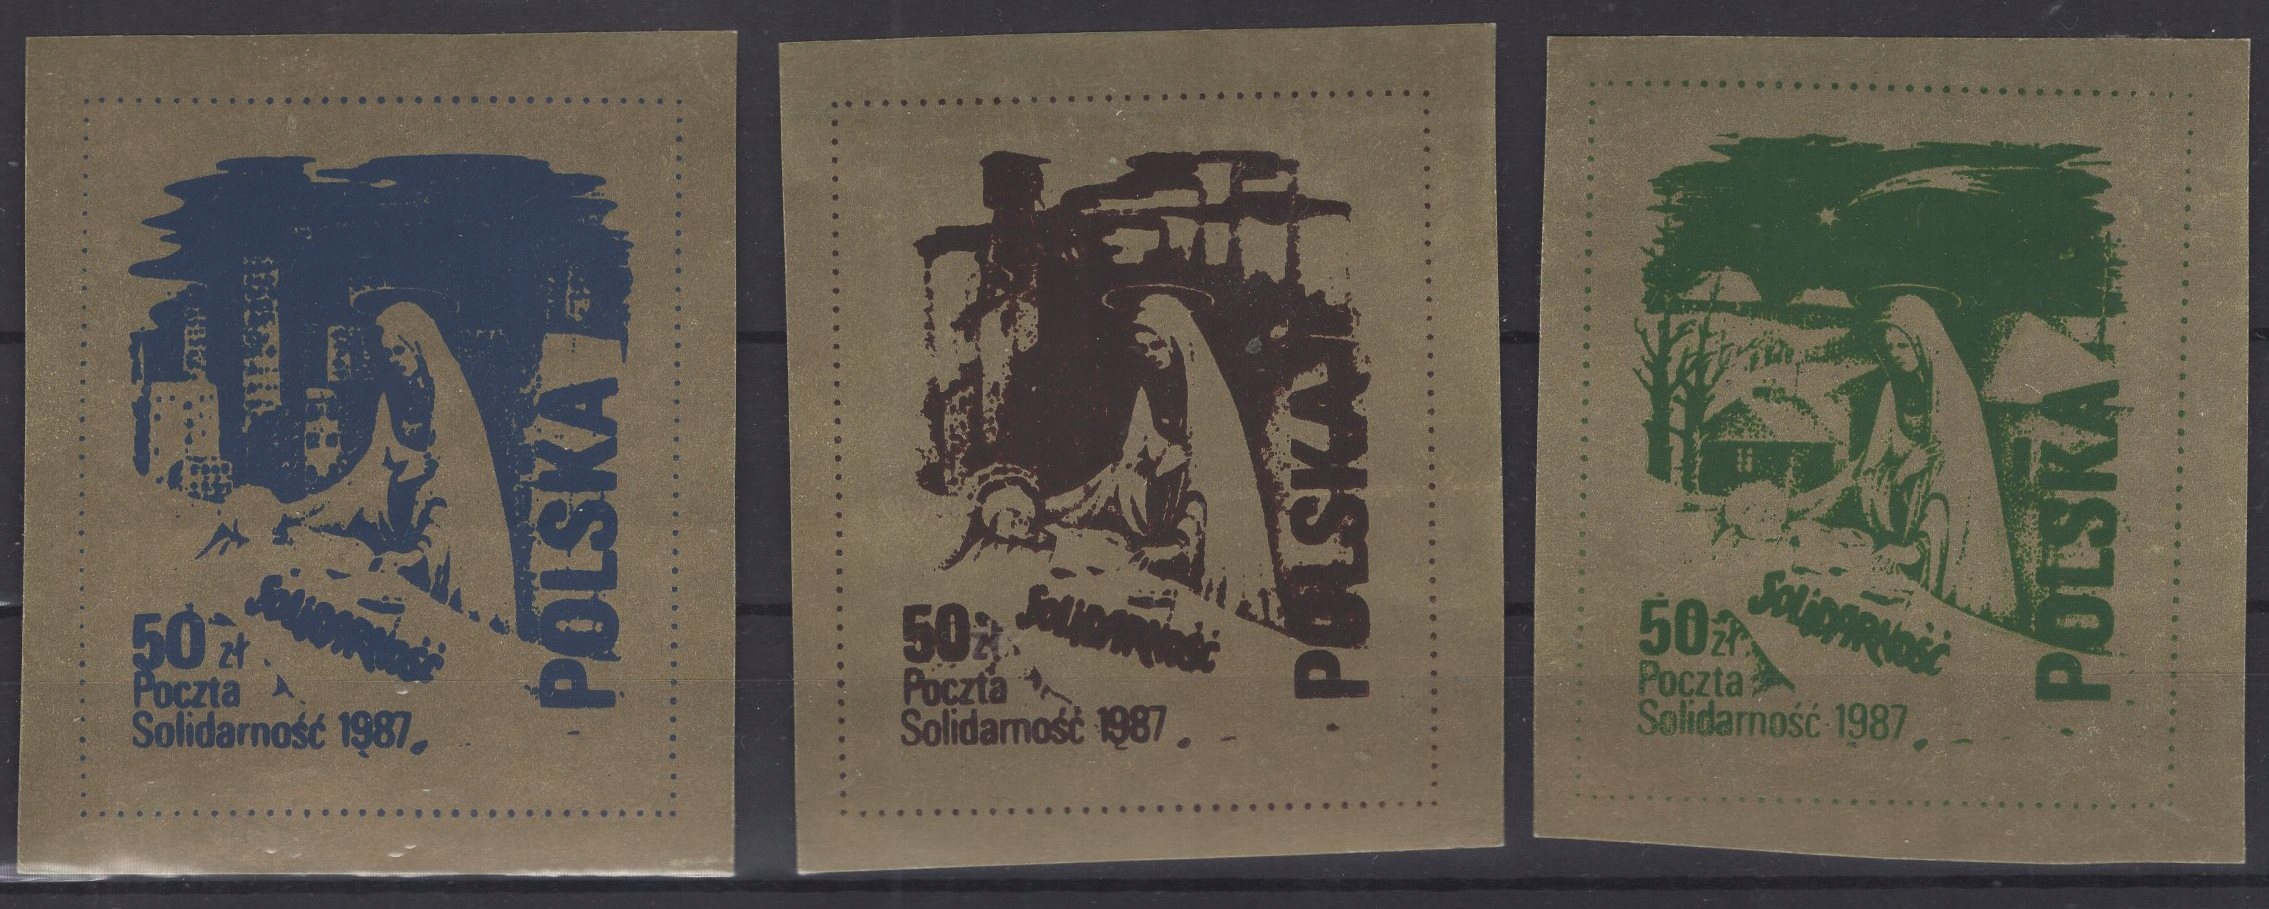 POLSKA
SOLIDARNOŚĆ
50 zł
Poczta
Solidarność 1987
POLSKA
SOLIDARNOŚĆ
50 zł
Poczta
Solidarność 1987
POLSKA
SOLIDARNOŚĆ
50 zł
Poczta
Solidarność 1987